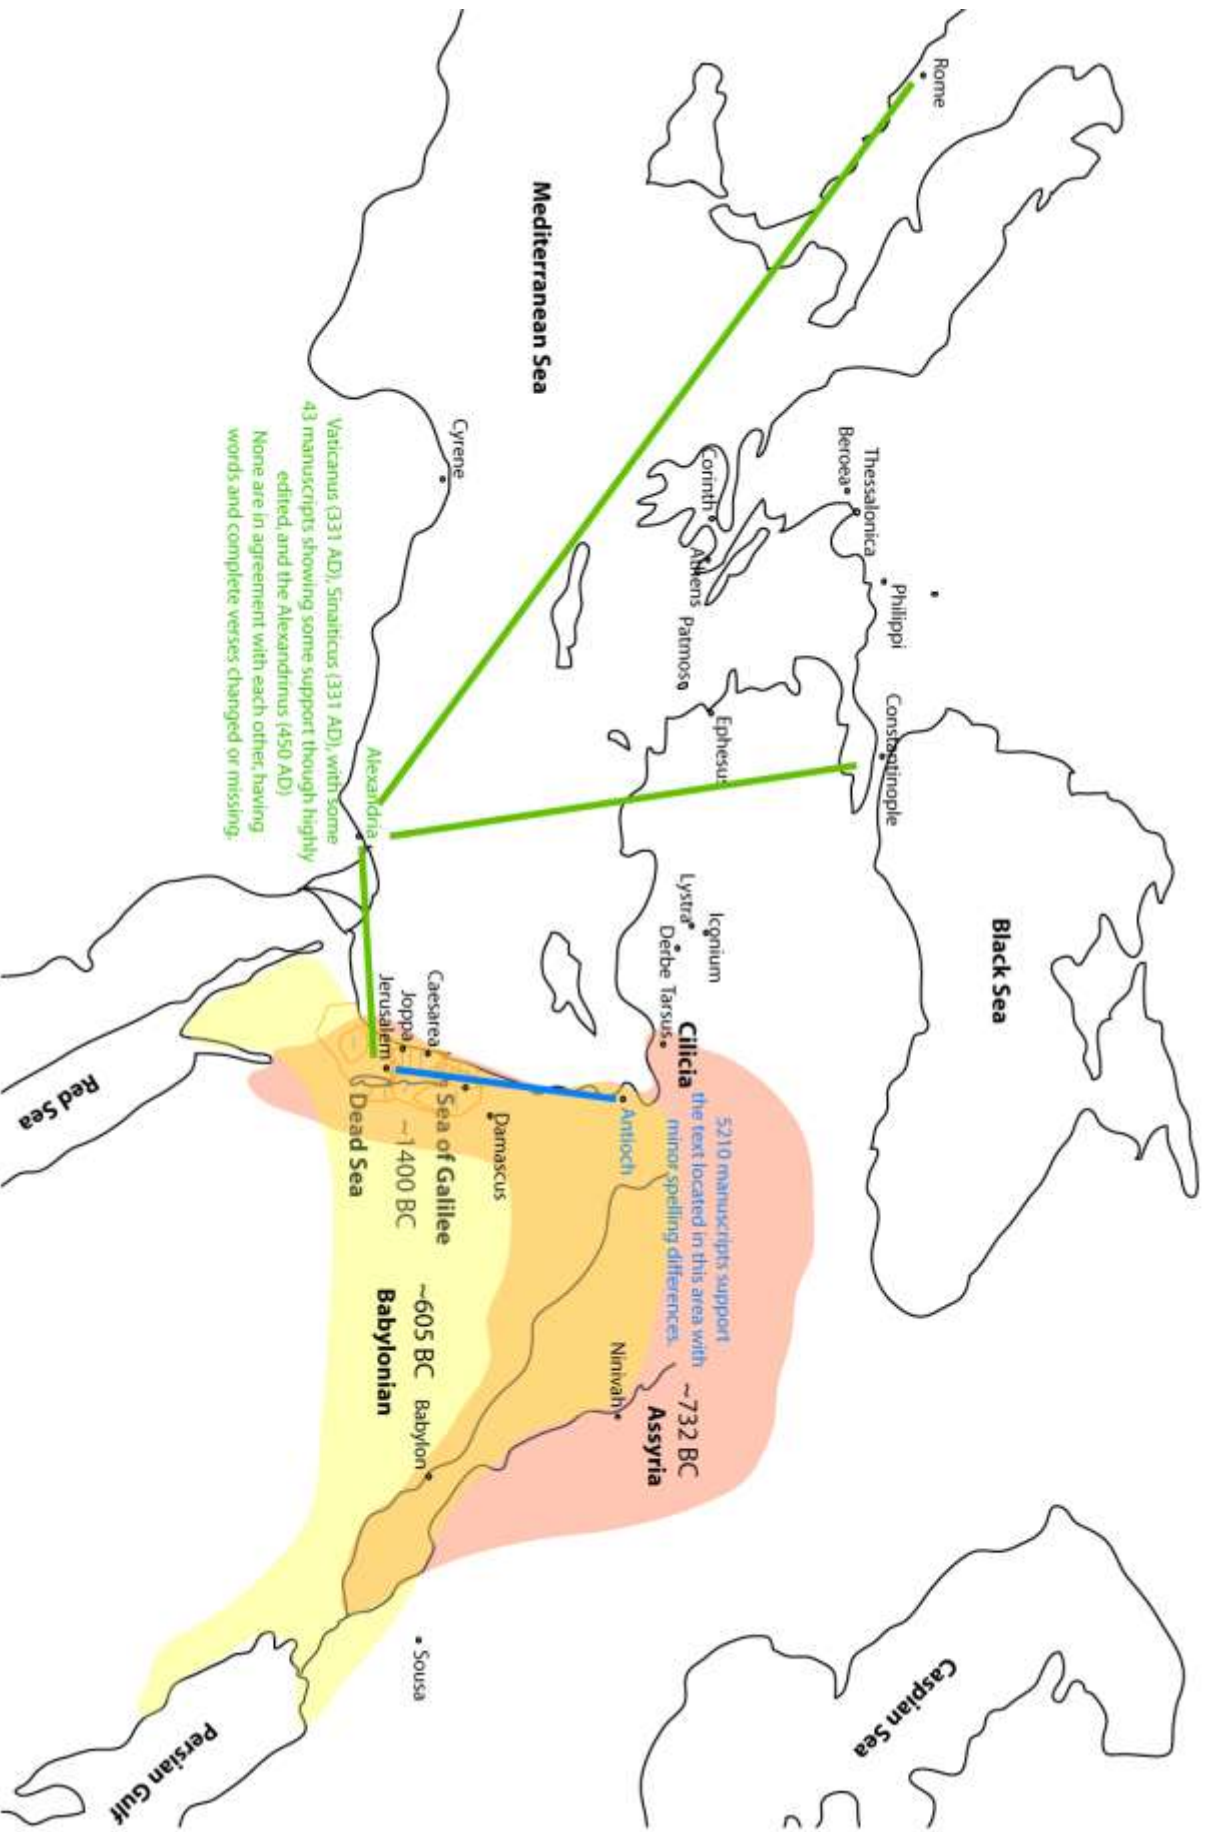 Rome
Black Sea
Caspian Sea
Constantinople
Philippi
Thessalonica
Beroea
Corinth
Athens
Patmos
Ephesus
Iconium
Lystra
Derbe
Tarsus
Cilicia
5210 manuscripts support
the text located in this area with
minor spelling differences.
~732 BC
Assyria
Antioch
Ninivah
Mediterranean Sea
Damascus
Cyrene
Caesarea
Sea of Galilee
Joppa
~1400 BC
Jerusalem
Dead Sea
~605 BC
Babylonian
Babylon
Sousa
Alexandria
Vaticanus (331 AD), Sinaiticus (331 AD), with some
43 manuscripts showing some support though highly
edited, and the Alexandrinus (450 AD)
None are in agreement with each other, having
words and complete verses changed or missing.
Red Sea
Persian Gulf